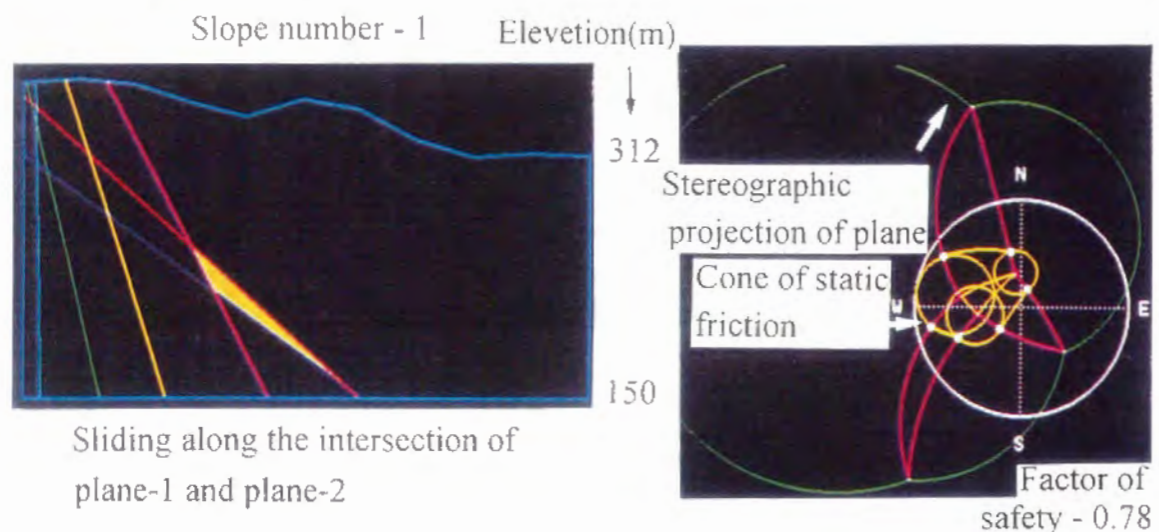 Slope number - 1
Elevetion(m)
312
150
Sliding along the intersection of
plane-1 and plane-2
N
Stereographic
projection of plane
Cone of static
friction
W
E
S
Factor of
safety - 0.78